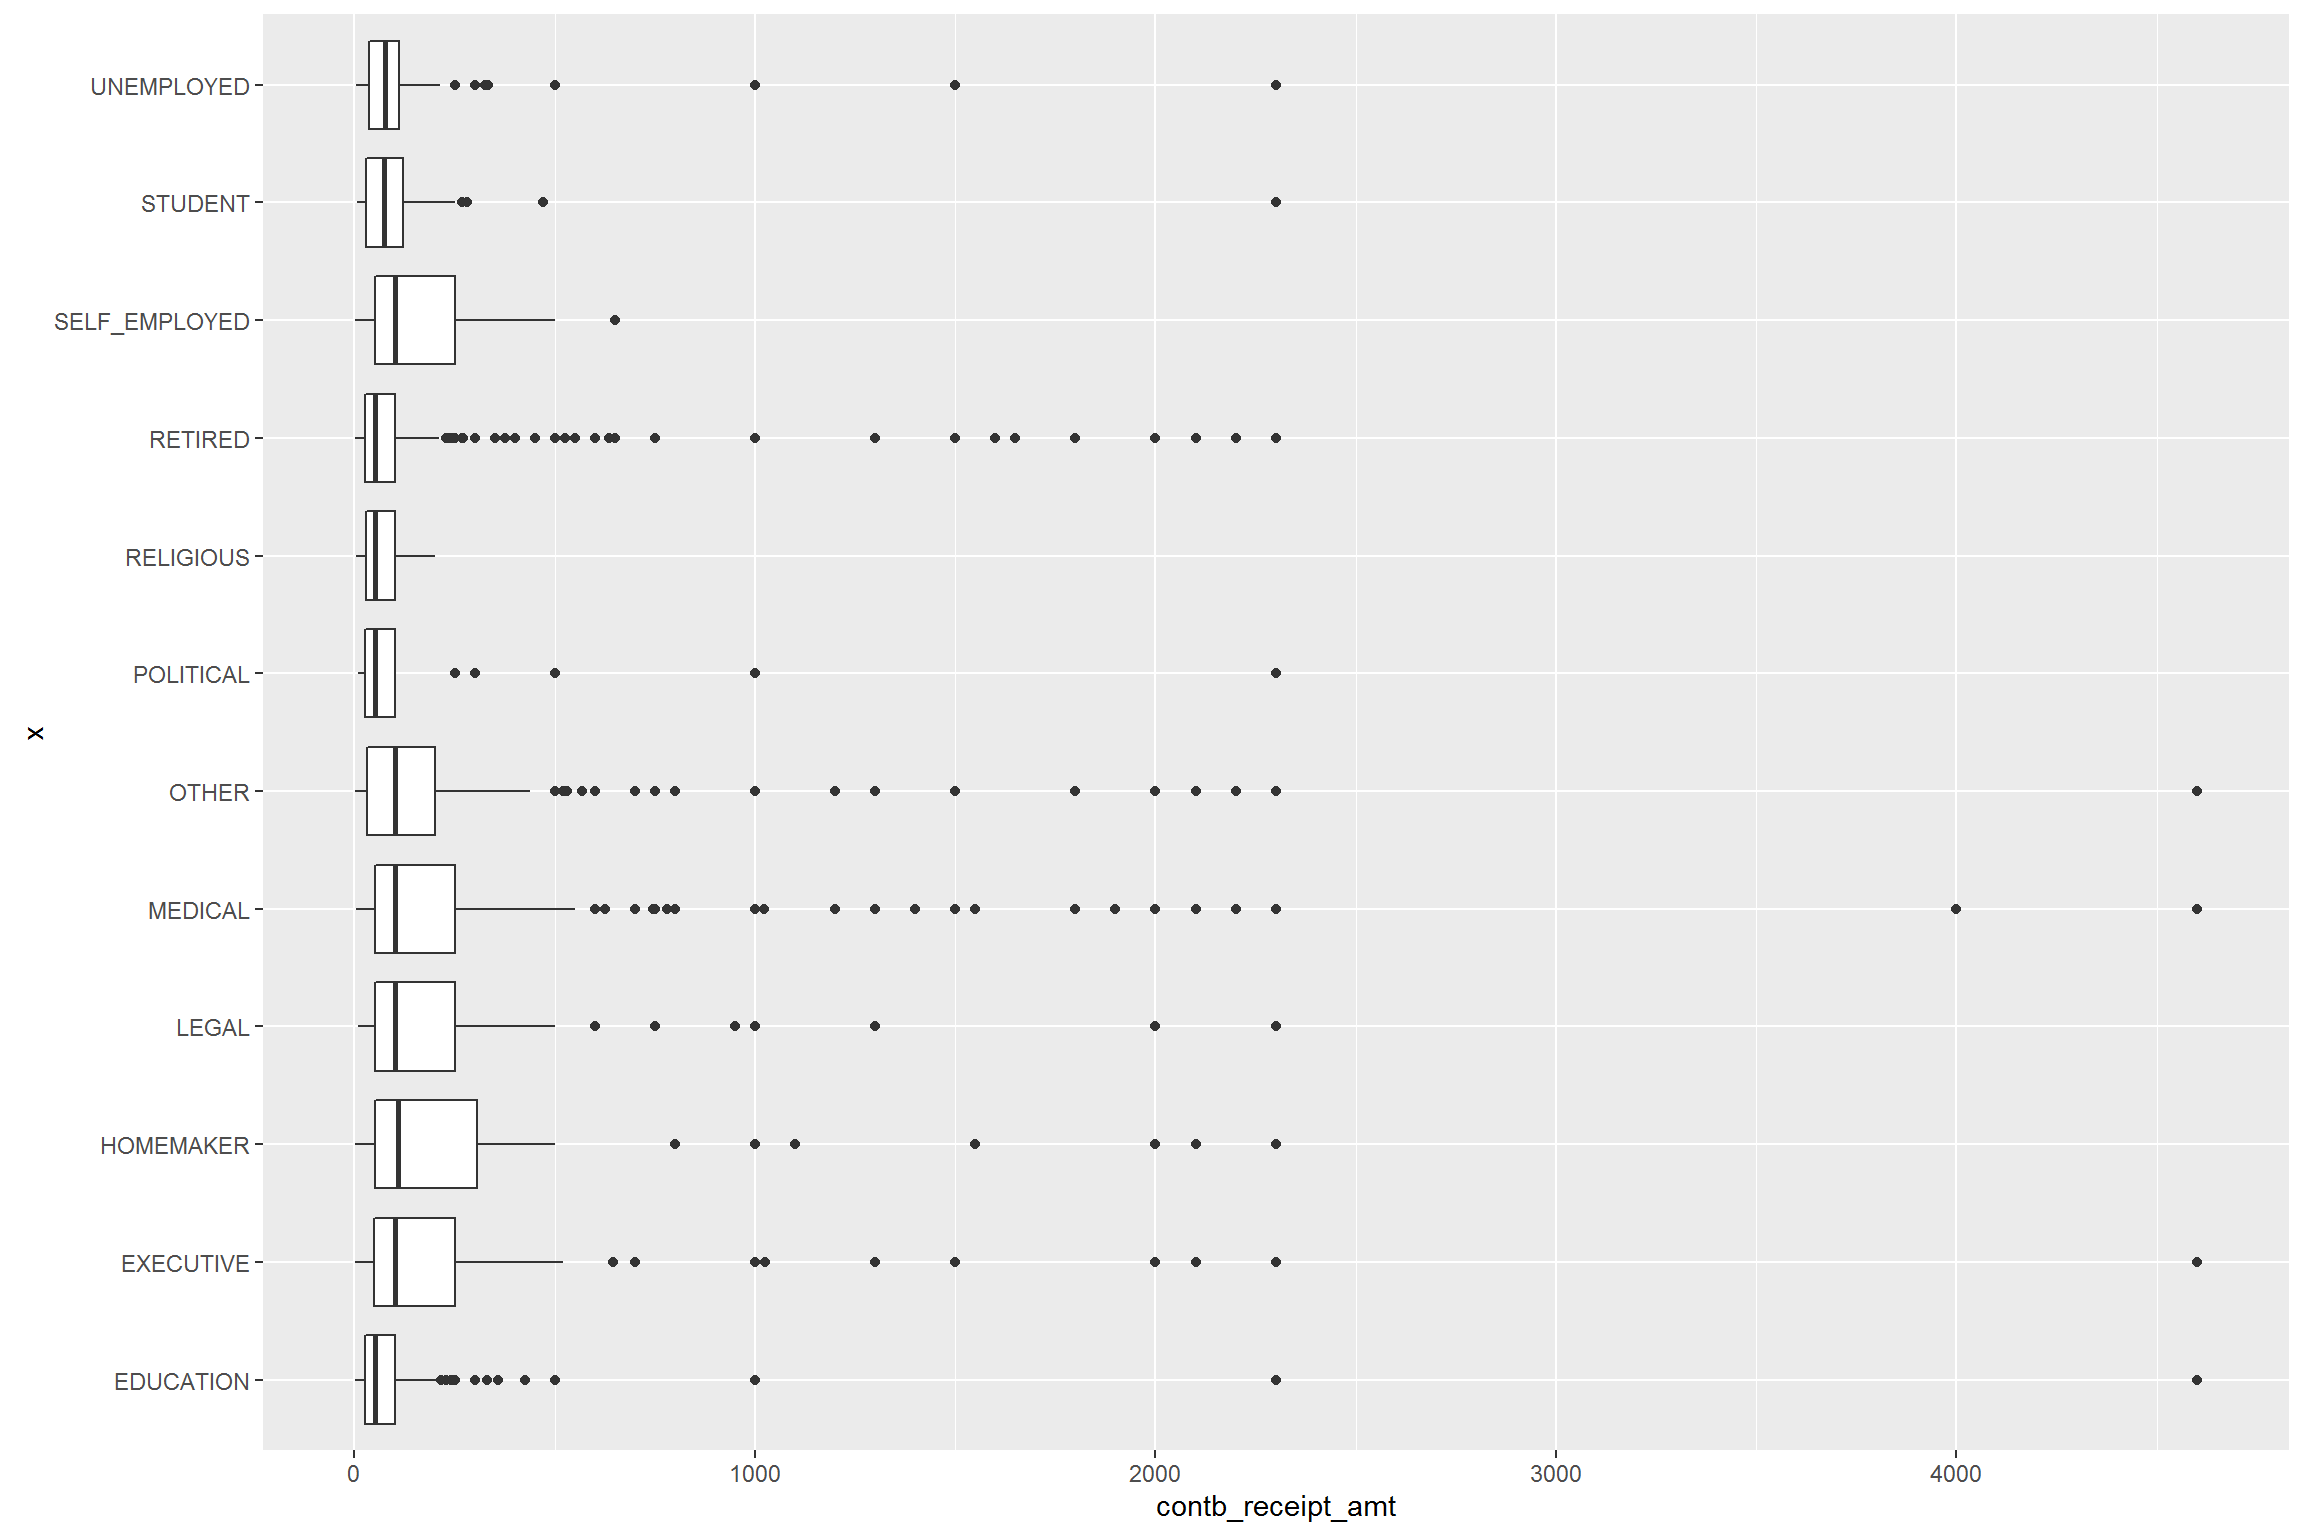 UNEMPLOYED
STUDENT
SELF_EMPLOYED
RETIRED
RELIGIOUS
POLITICAL
x
OTHER
MEDICAL
LEGAL
HOMEMAKER
EXECUTIVE
EDUCATION
0 1000 2000 3000 4000
contb_receipt_amt